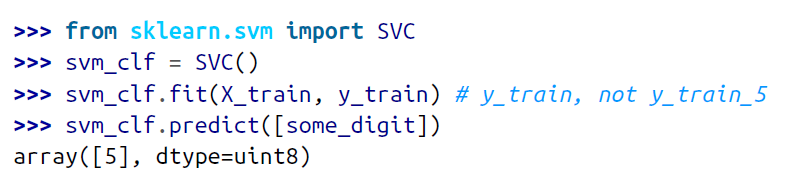 >>> from sklearn.svm import SVC
>>> svm_clf = SVC()
>>> svm_clf.fit(X_train, y_train) # y_train, not y_train_5
>>> svm_clf.predict([some_digit])
array([5], dtype=uint8)